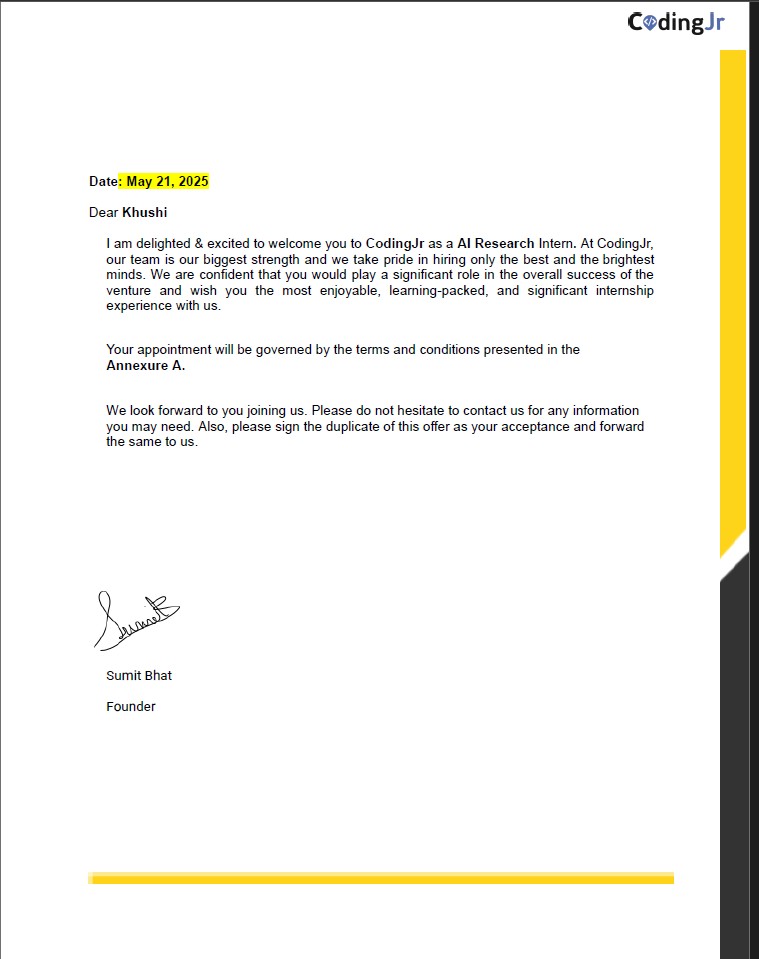 CodingJr
Date: May 21, 2025
Dear Khushi
I am delighted & excited to welcome you to CodingJr as a AI Research Intern. At CodingJr,
our team is our biggest strength and we take pride in hiring only the best and the brightest
minds. We are confident that you would play a significant role in the overall success of the
venture and wish you the most enjoyable, learning-packed, and significant internship
experience with us.
Your appointment will be governed by the terms and conditions presented in the
Annexure A.
We look forward to you joining us. Please do not hesitate to contact us for any information
you may need. Also, please sign the duplicate of this offer as your acceptance and forward
the same to us.
Sumit
Sumit Bhat
Founder